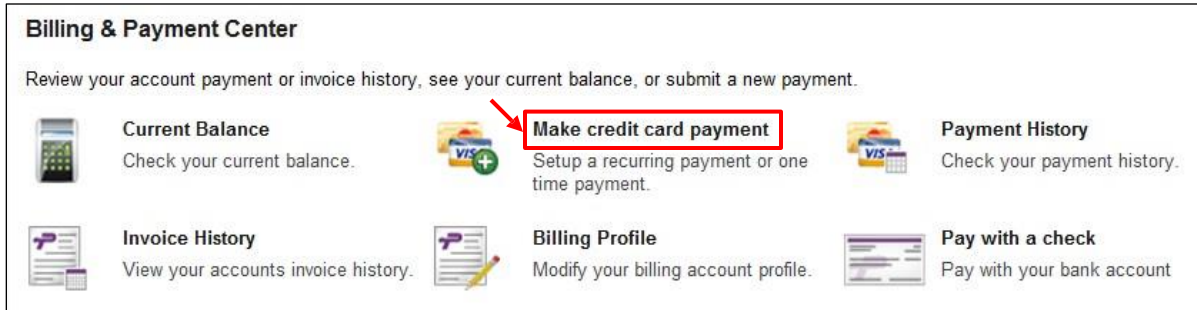 Billing & Payment Center
Review your account payment or invoice history, see your current balance, or submit a new payment.
Current Balance
Check your current balance.
VIS
Make credit card payment
Setup a recurring payment or one
time payment.
VIS
Payment History
Check your payment history.
Invoice History
View your accounts invoice history.
Billing Profile
Modify your billing account profile.
Pay with a check
Pay with your bank account